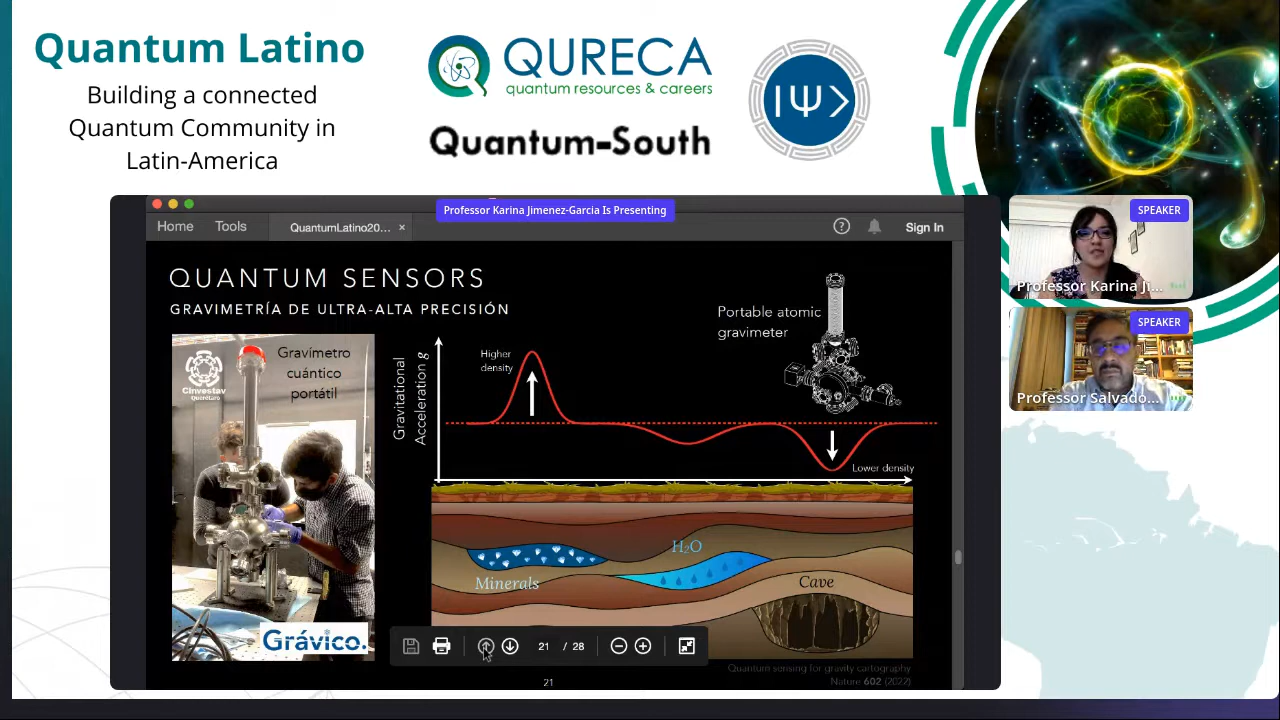 Quantum Latino
Building a connected
Quantum Community in
Latin-America
QURECA
quantum resources & careers
Quantum-South
|Ψ>
Professor Karina Jimenez-Garcia Is Presenting
Home Tools QuantumLatino20... × ? Sign In
QUANTUM SENSORS
GRAVIMETRÍA DE ULTRA-ALTA PRECISIÓN
Cinvestav
Querétaro
Gravímetro
cuántico
portátil
Grávico.
Gravitational
Acceleration g
Higher
density
Portable atomic
gravimeter
Lower density
Minerals
H₂O
Cave
21 / 28
Quantum sensing for gravity cartography
Nature 602 (2022)
21
SPEAKER
Professor Karina Ji...
SPEAKER
Professor Salvado...